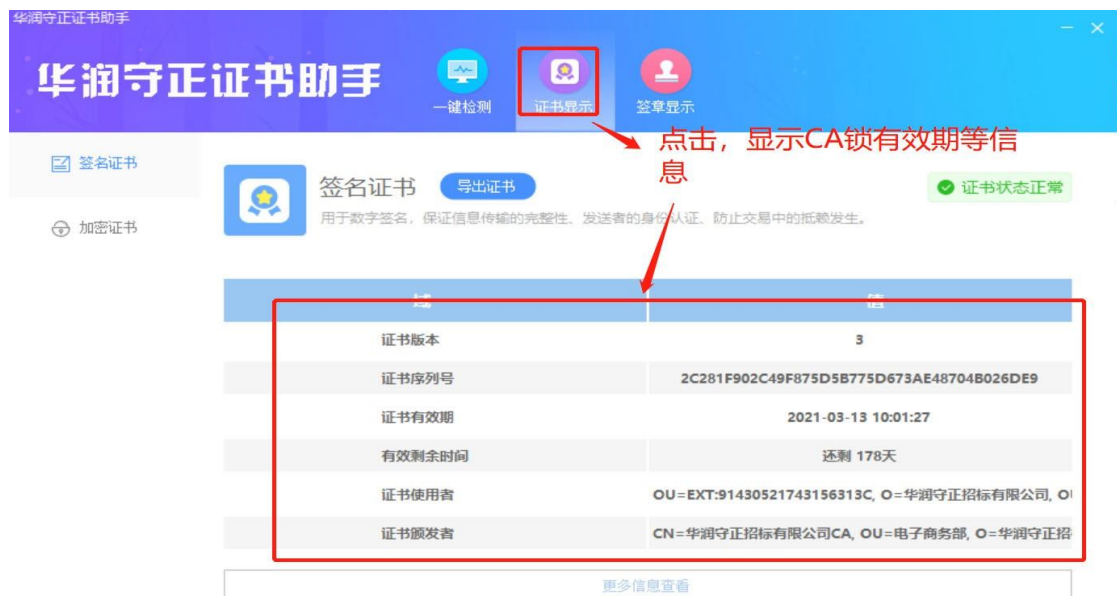 华润守正证书助手
华润守正证书助手
一键检测
证书显示
签章显示
点击，显示CA锁有效期等信
息
签名证书
加密证书
签名证书
导出证书
证书状态正常
用于数字签名，保证信息传输的完整性、发送者的身份认证、防止交易中的抵赖发生。
域 值
证书版本 3
证书序列号 2C281F902C49F875D5B775D673AE48704B026DE9
证书有效期 2021-03-13 10:01:27
有效剩余时间 还剩 178天
证书使用者 OU=EXT:91430521743156313C, O=华润守正招标有限公司, O
证书颁发者 CN=华润守正招标有限公司CA, OU=电子商务部, O=华润守正招
更多信息查看